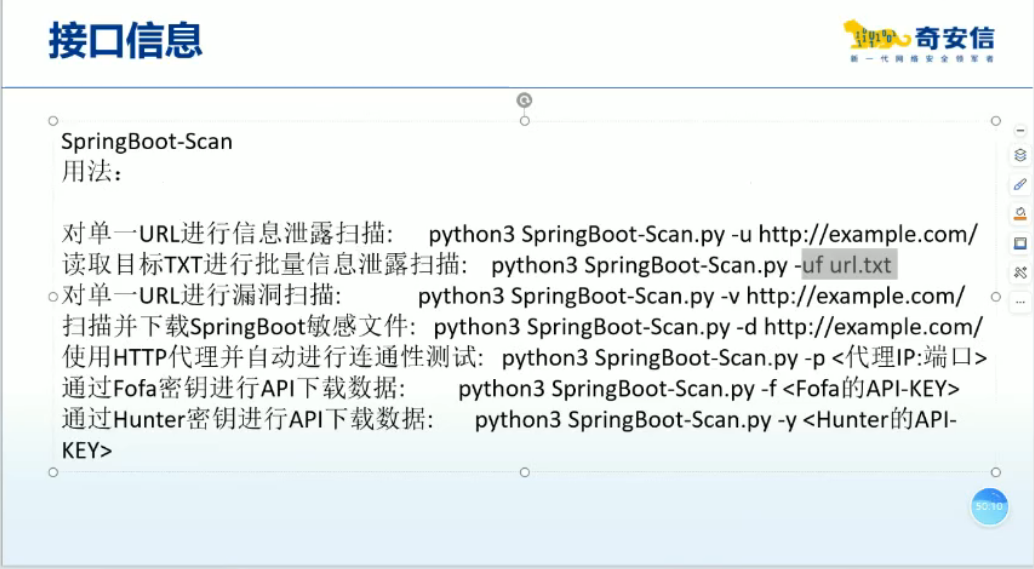 接口信息
奇安信
新一代网络安全领军者
SpringBoot-Scan
用法：
对单一URL进行信息泄露扫描: python3 SpringBoot-Scan.py -u http://example.com/
读取目标TXT进行批量信息泄露扫描: python3 SpringBoot-Scan.py -uf url.txt
对单一URL进行漏洞扫描: python3 SpringBoot-Scan.py -v http://example.com/
扫描并下载SpringBoot敏感文件: python3 SpringBoot-Scan.py -d http://example.com/
使用HTTP代理并自动进行连通性测试: python3 SpringBoot-Scan.py -p <代理IP:端口>
通过Fofa密钥进行API下载数据: python3 SpringBoot-Scan.py -f <Fofa的API-KEY>
通过Hunter密钥进行API下载数据: python3 SpringBoot-Scan.py -y <Hunter的API-
KEY>
50:10